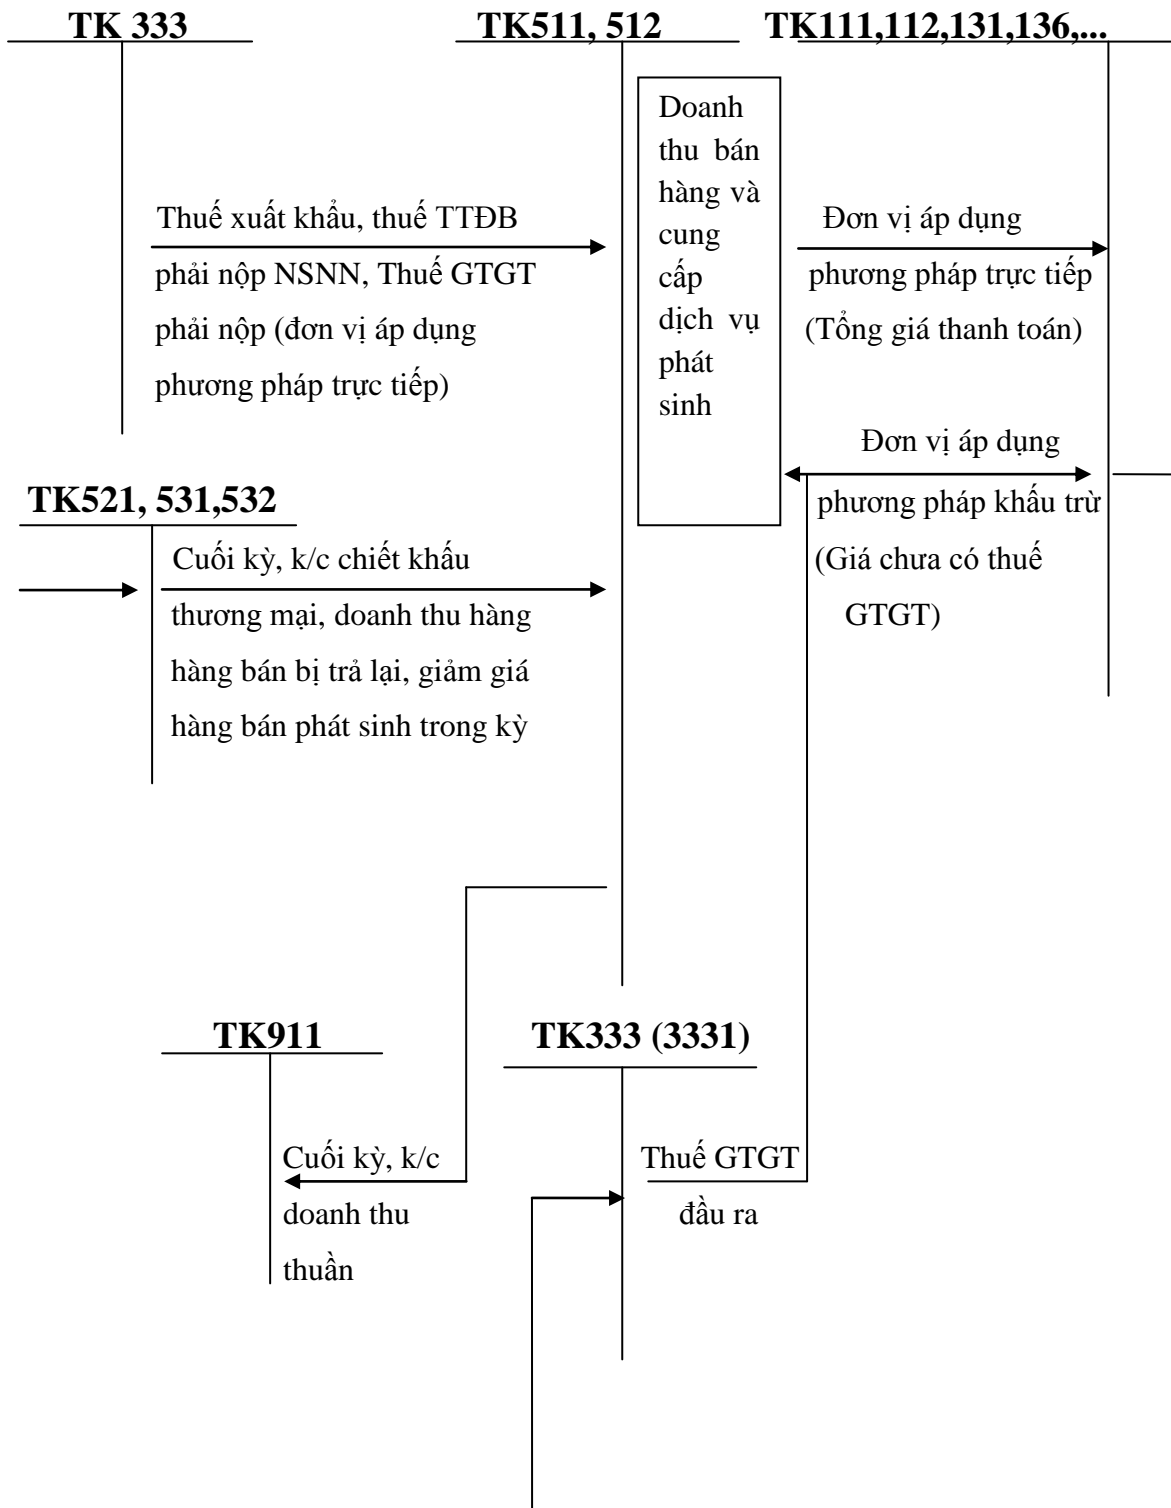 TK 333
TK511, 512
TK111,112,131,136,...
Doanh
thu bán
hàng và
cung
cấp
dịch vụ
phát
sinh
Thuế xuất khẩu, thuế TTĐB
phải nộp NSNN, Thuế GTGT
phải nộp (đơn vị áp dụng
phương pháp trực tiếp)
Đơn vị áp dụng
phương pháp trực tiếp
(Tổng giá thanh toán)
Đơn vị áp dụng
phương pháp khấu trừ
(Giá chưa có thuế
GTGT)
TK521, 531,532
Cuối kỳ, k/c chiết khấu
thương mại, doanh thu hàng
hàng bán bị trả lại, giảm giá
hàng bán phát sinh trong kỳ
TK911
TK333 (3331)
Cuối kỳ, k/c
doanh thu
thuần
Thuế GTGT
đầu ra